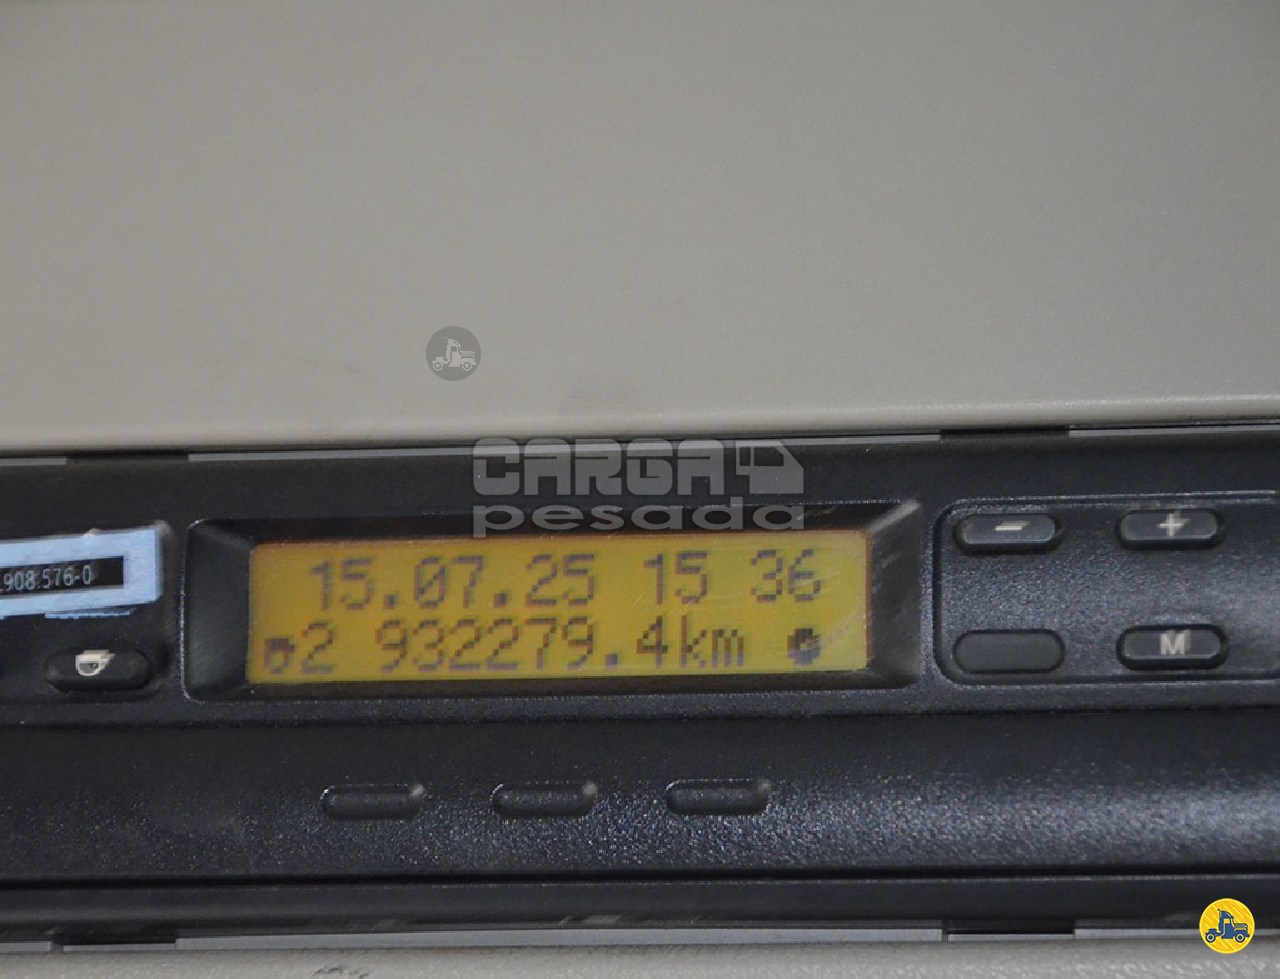 CARGA
pesada
.908.576-0
15.07.25 15 36
2 932279.4km
- +
M